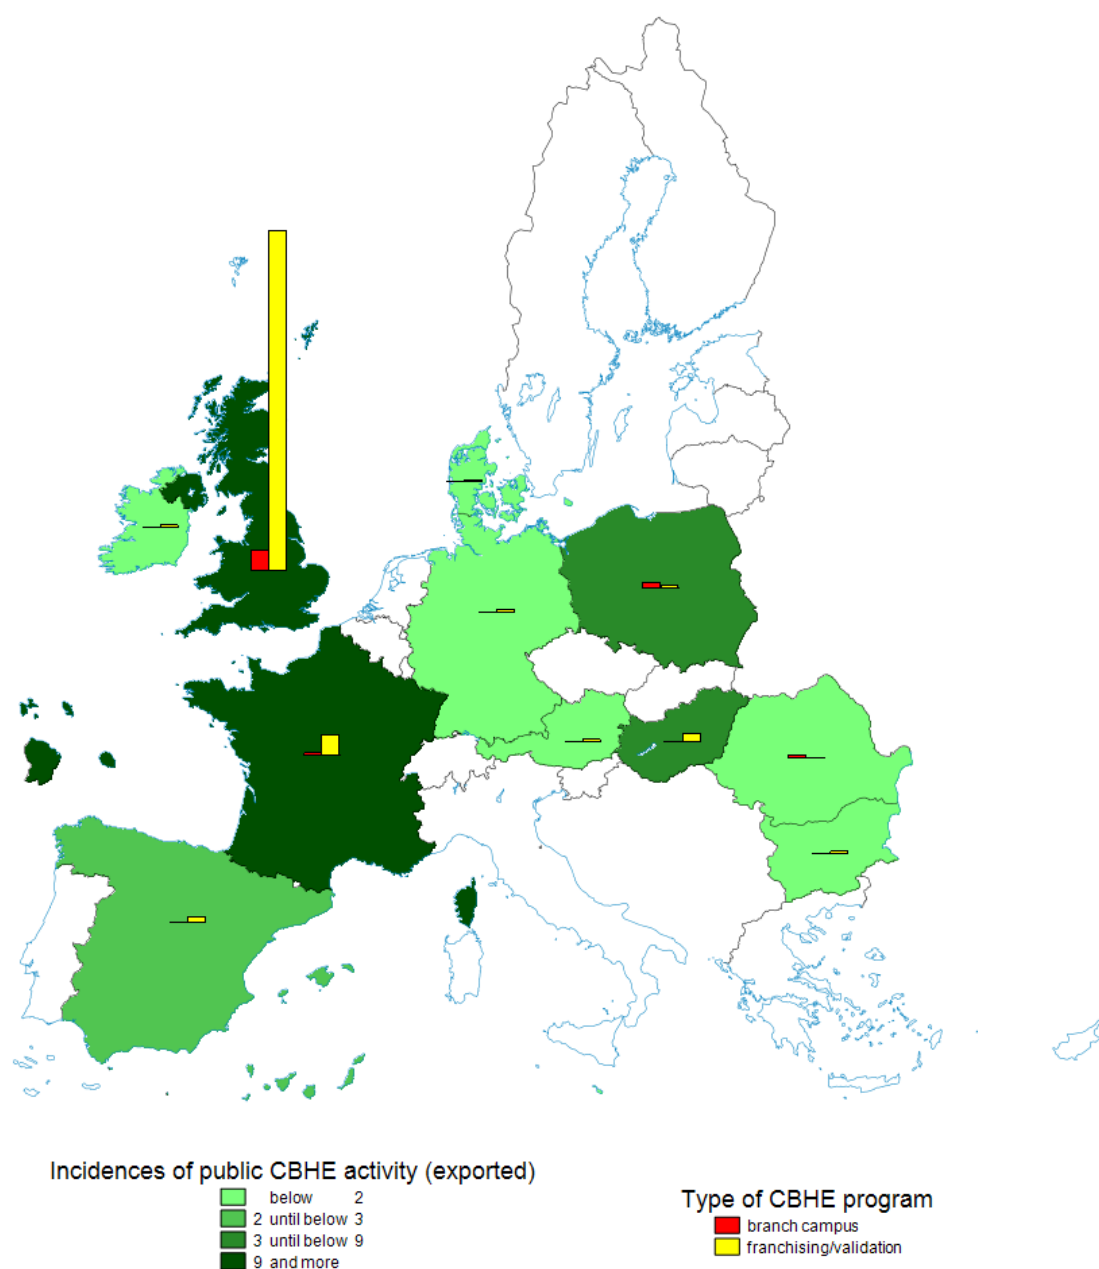 Incidences of public CBHE activity (exported)
below 2
2 until below 3
3 until below 9
9 and more
Type of CBHE program
branch campus
franchising/validation